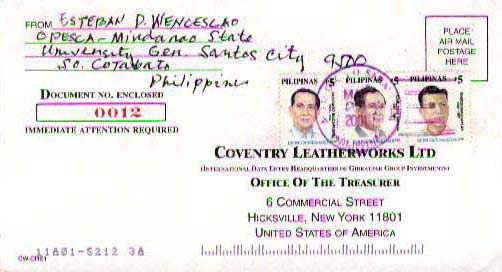 FROM ESTEBAN D. WENCESLAO
OPESCA - Mindanao State
University Gen. Santos City
So. Cotabato 9500
Philippines
PLACE
AIR MAIL
POSTAGE
HERE
DOCUMENT NO. ENCLOSED
0012
IMMEDIATE ATTENTION REQUIRED
PILIPINAS 5
PILIPINAS 5
COVENTRY LEATHERWORKS LTD
(INTERNATIONAL DATA ENTRY HEADQUARTERS OF GIBRALTAR GROUP INVESTMENTS)
OFFICE OF THE TREASURER
6 COMMERCIAL STREET
HICKSVILLE, NEW YORK 11801
UNITED STATES OF AMERICA
11801-5212 38